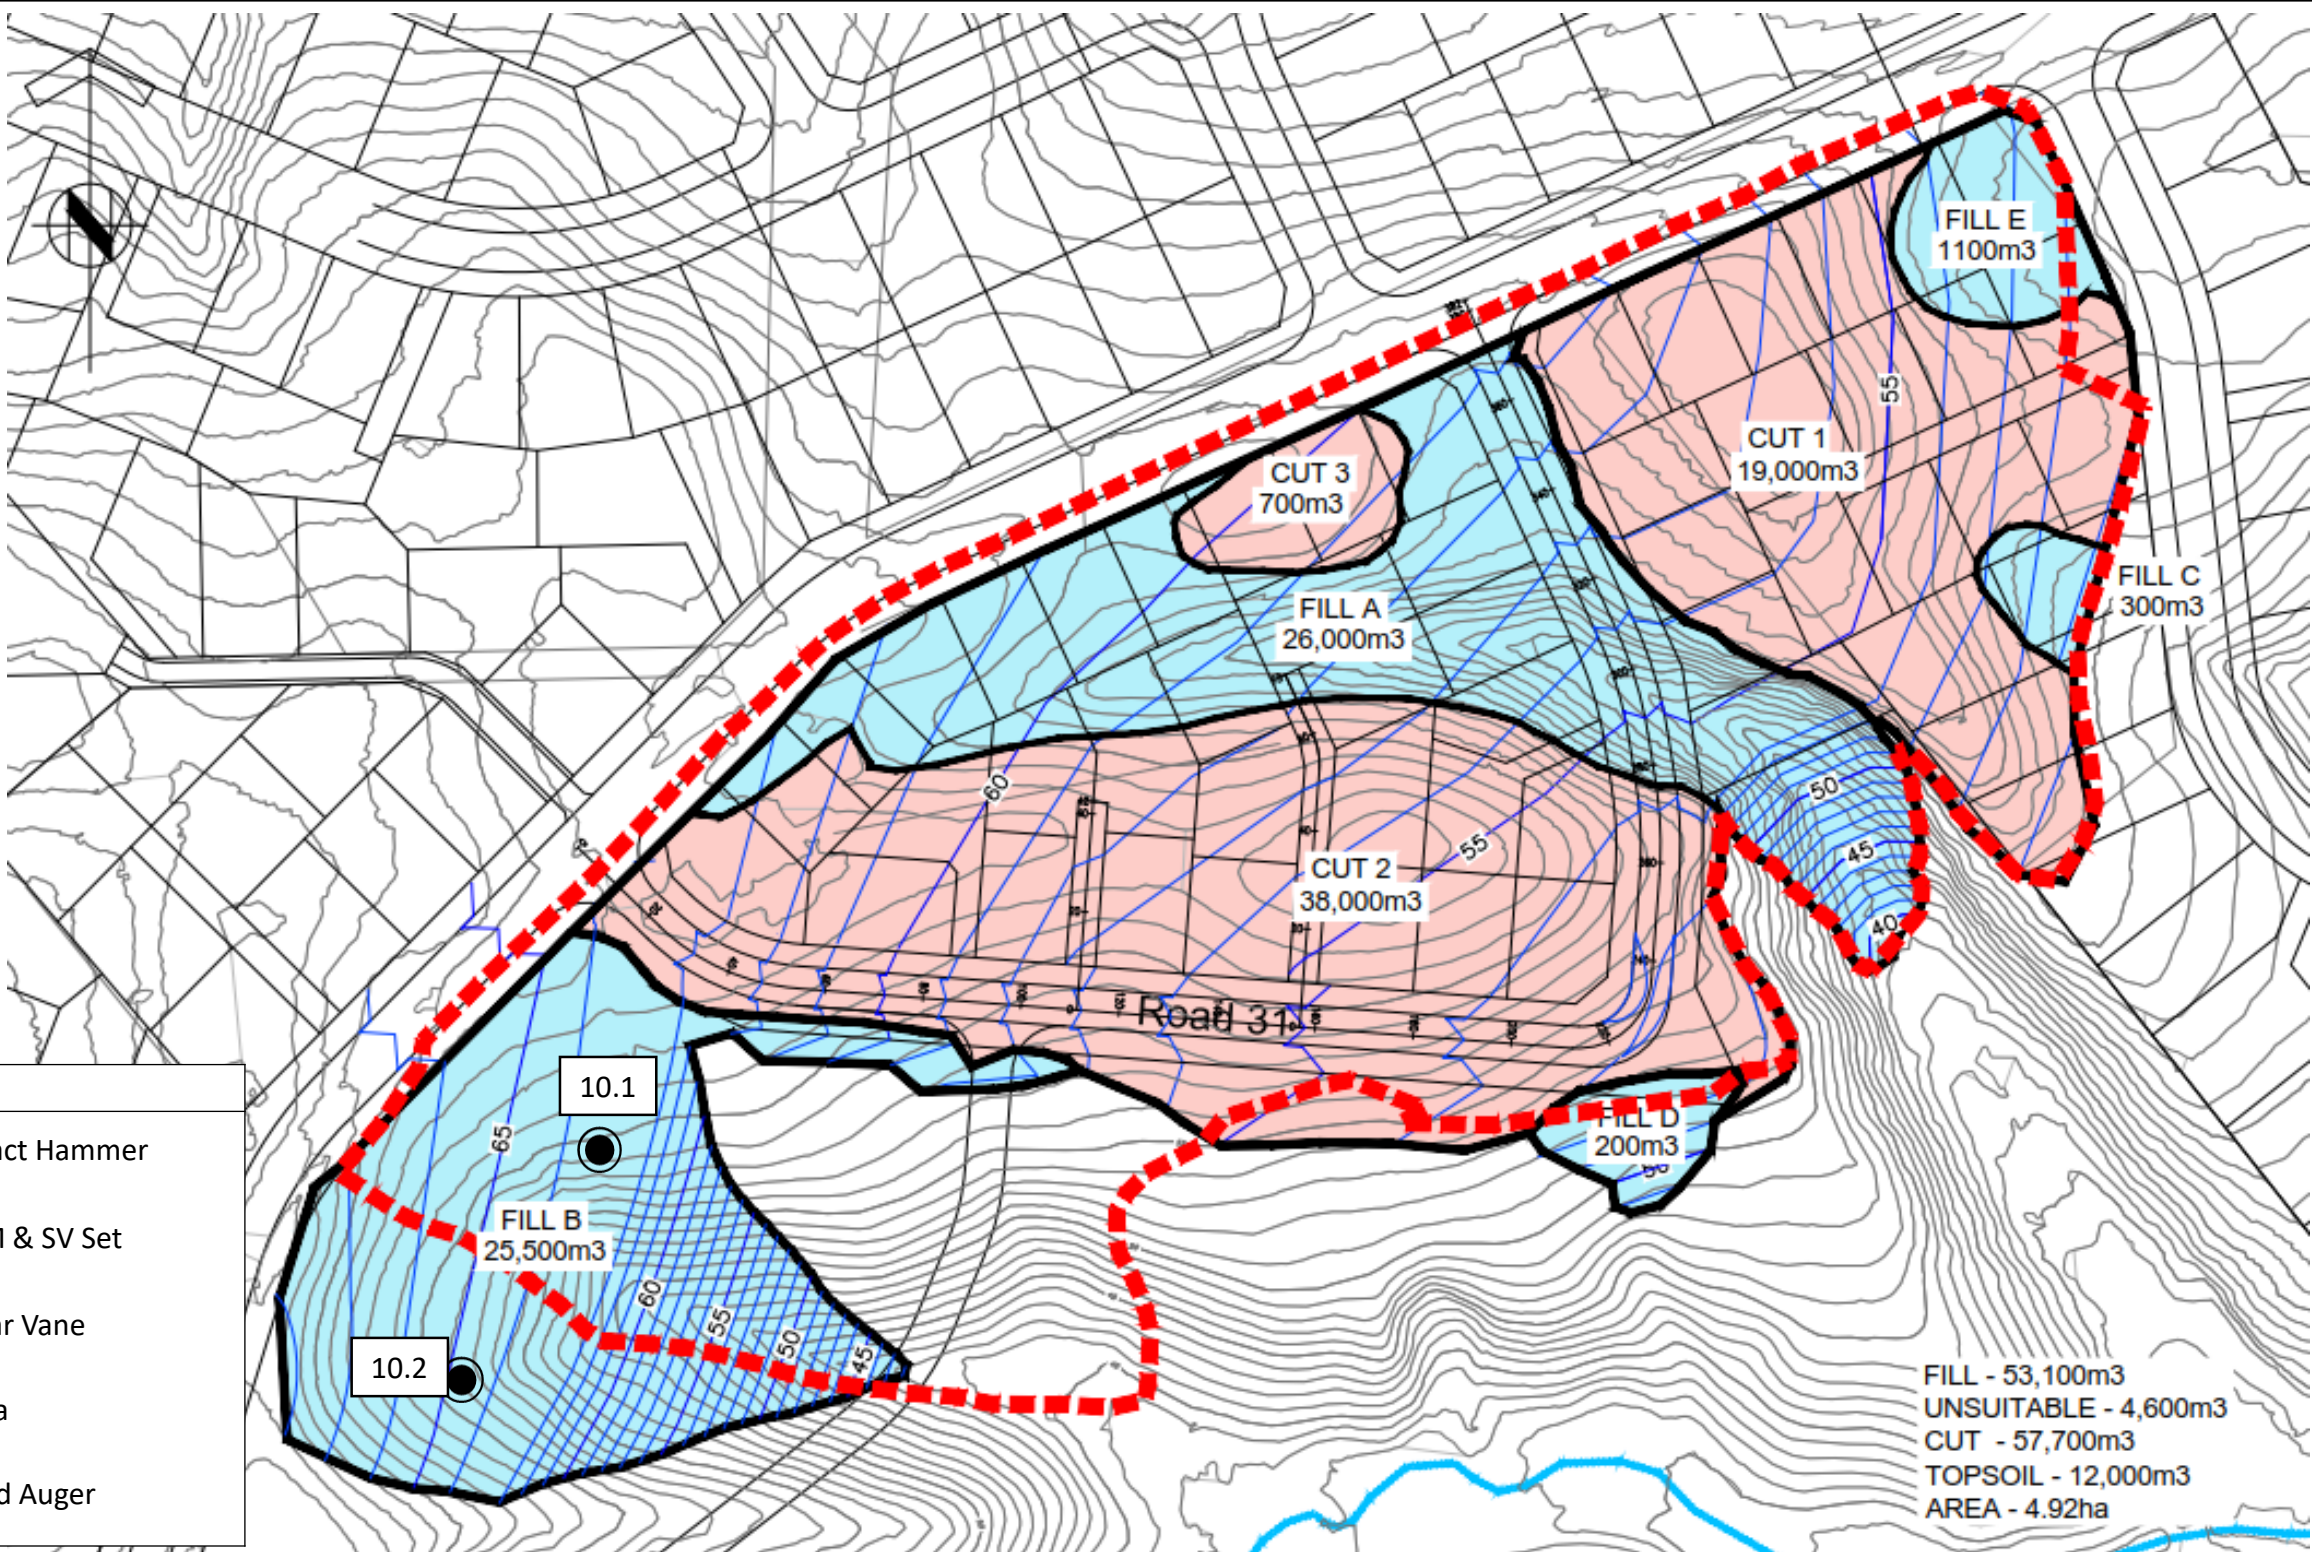 FILL E
1100m3
55
CUT 1
19,000m3
CUT 3
700m3
FILL C
300m3
FILL A
26,000m3
60
50
55
45
CUT 2
38,000m3
40
Road 31
10.1
65
FILL D
200m3
50
FILL B
25,500m3
60
55
50
45
10.2
ct Hammer
& SV Set
r Vane
a
d Auger
FILL - 53,100m3
UNSUITABLE - 4,600m3
CUT - 57,700m3
TOPSOIL - 12,000m3
AREA - 4.92ha